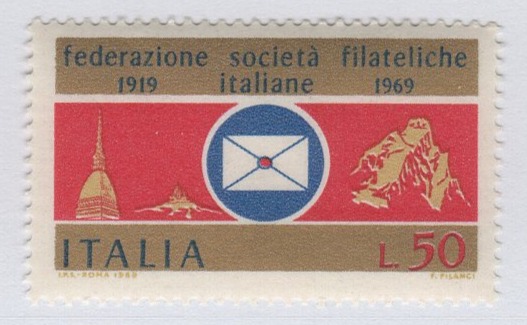 federazione società filateliche
1919 italiane 1969
ITALIA L. 50
I.P.S.-ROMA 1969 F. PILANCI